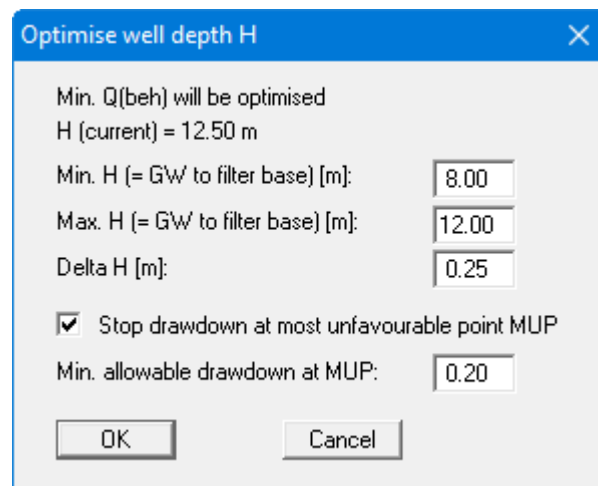 Optimise well depth H
Min. Q(beh) will be optimised
H (current) = 12.50 m
Min. H (= GW to filter base) [m]: 8.00
Max. H (= GW to filter base) [m]: 12.00
Delta H [m]: 0.25
Stop drawdown at most unfavourable point MUP
Min. allowable drawdown at MUP: 0.20
OK Cancel